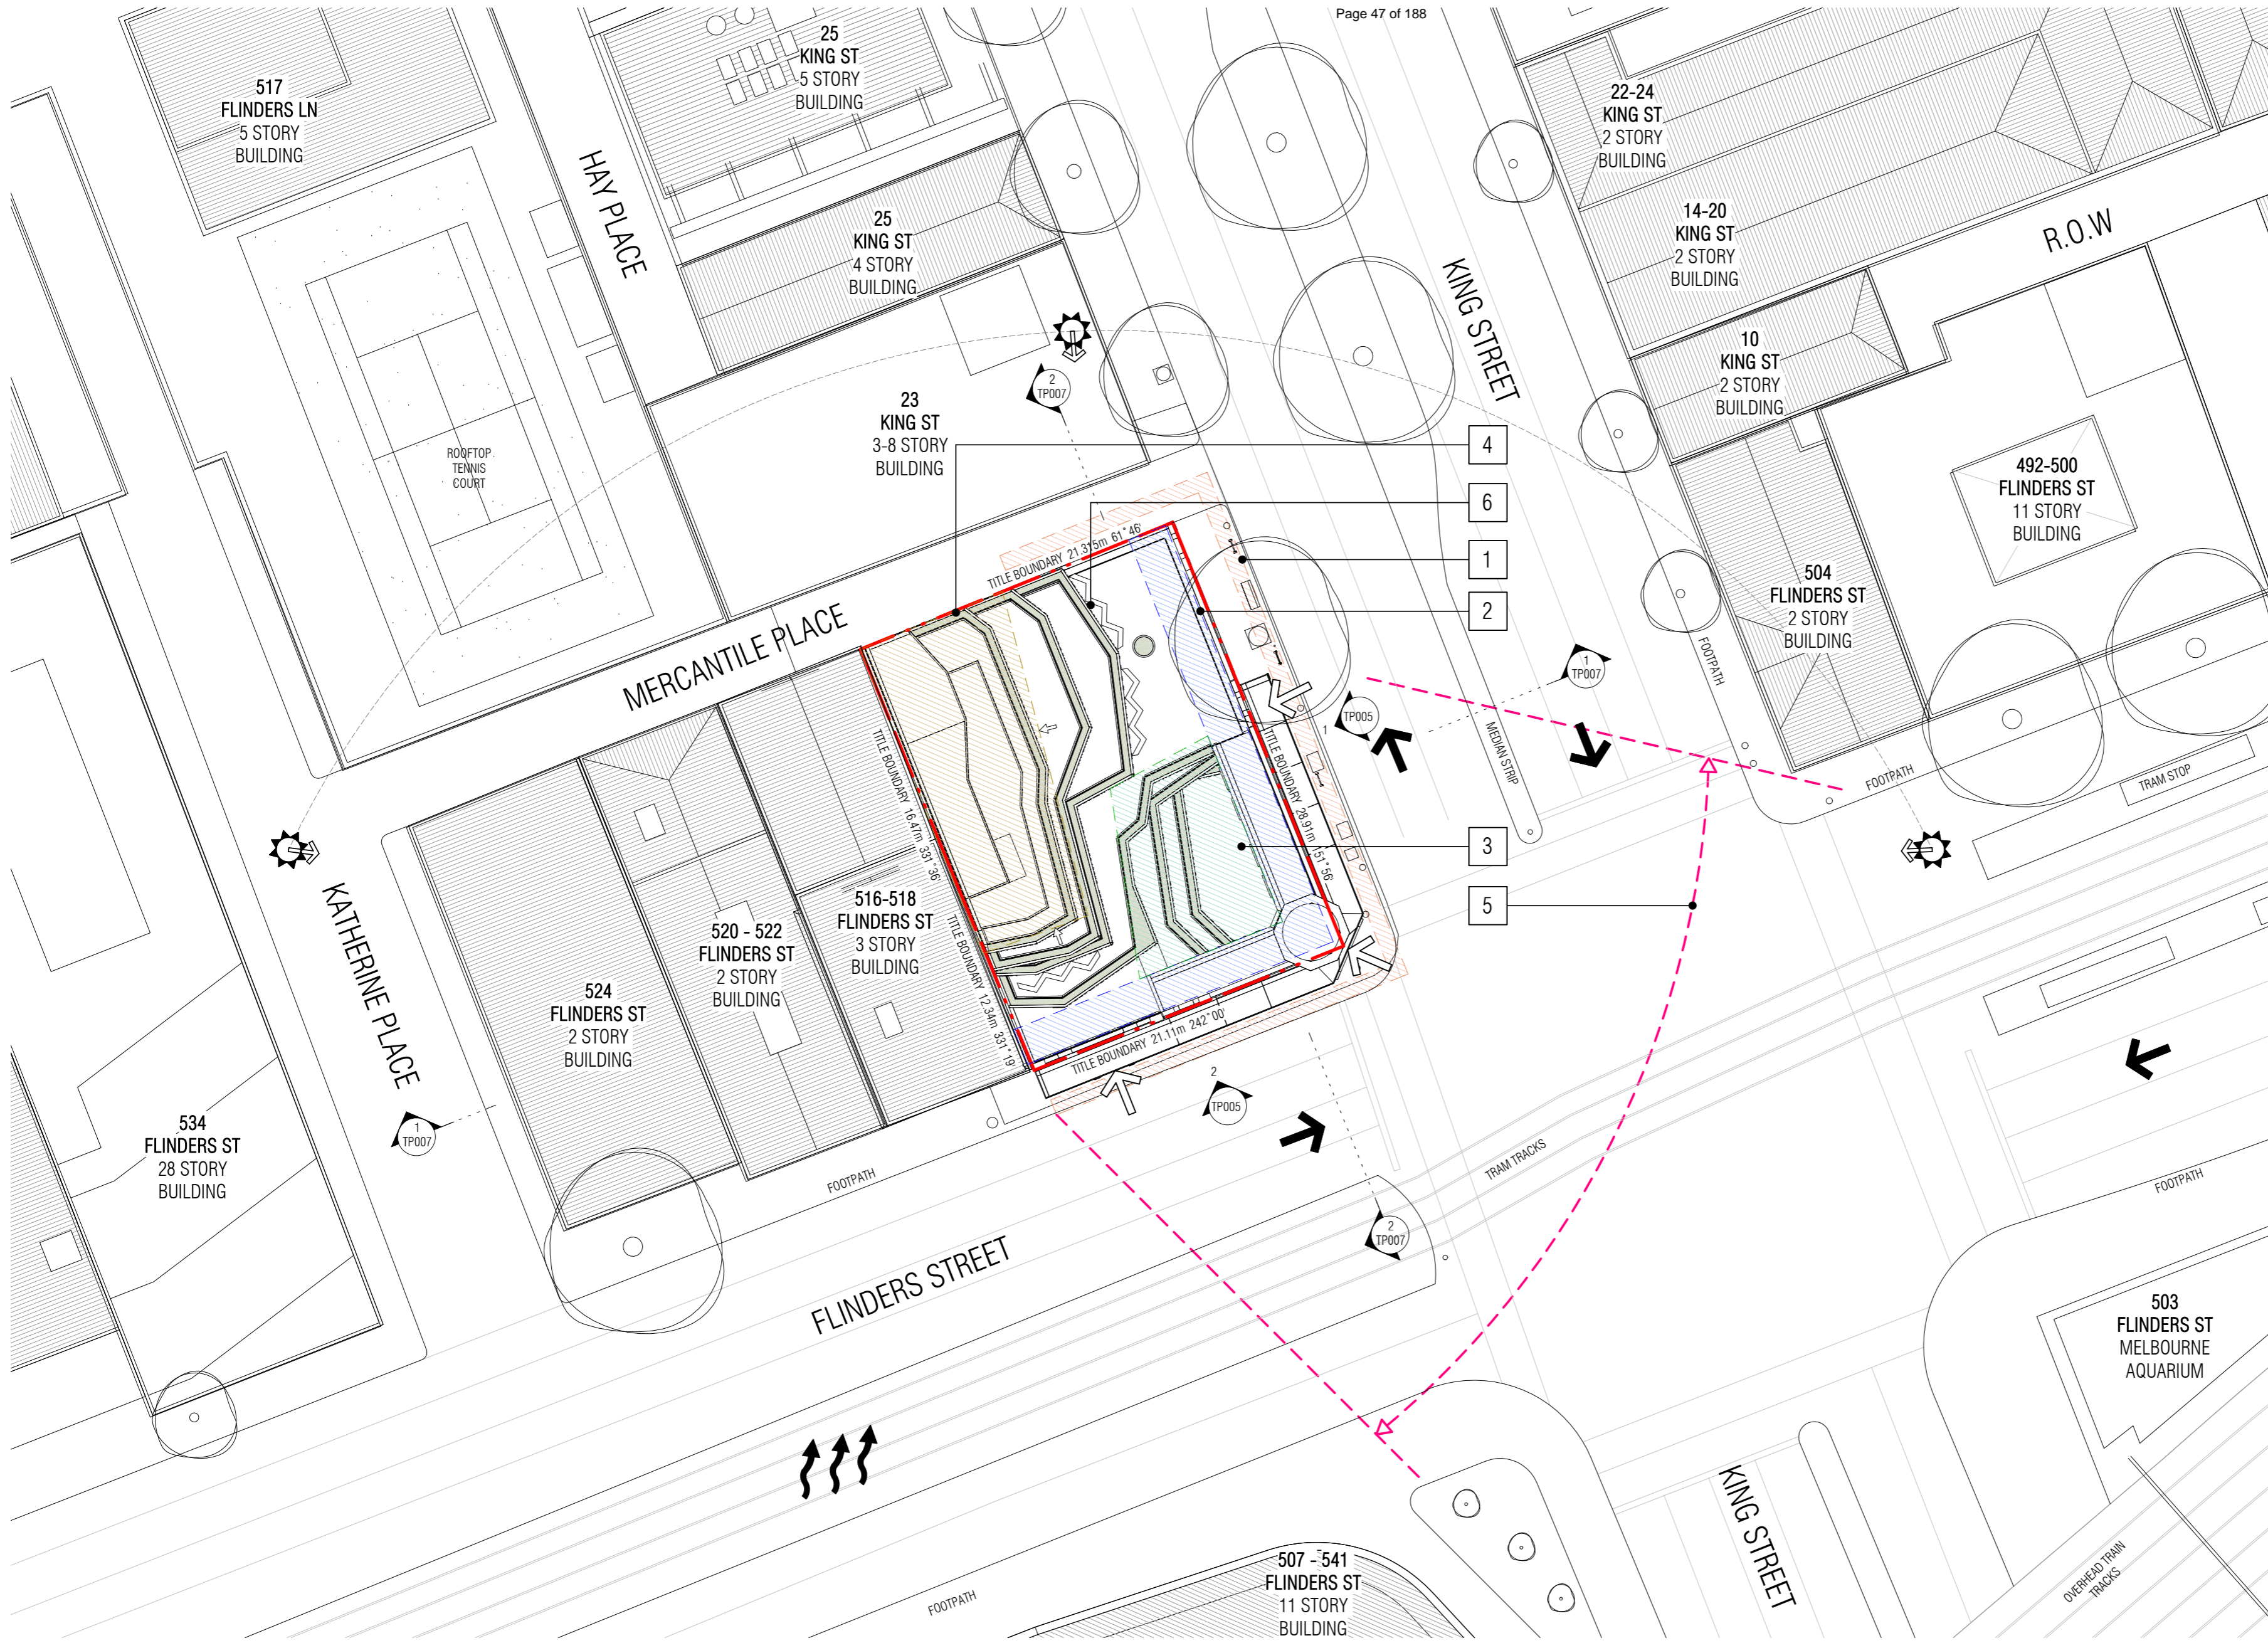 Page 47 of 188
517
FLINDERS LN
5 STORY
BUILDING
25
KING ST
5 STORY
BUILDING
22-24
KING ST
2 STORY
BUILDING
HAY PLACE
25
KING ST
4 STORY
BUILDING
14-20
KING ST
2 STORY
BUILDING
R.O.W
KING STREET
10
KING ST
2 STORY
BUILDING
2
TP007
23
KING ST
3-8 STORY
BUILDING
ROOFTOP
TENNIS
COURT
4
6
1
2
3
5
492-500
FLINDERS ST
11 STORY
BUILDING
504
FLINDERS ST
2 STORY
BUILDING
TITLE BOUNDARY 21.315m 61°46'
MERCANTILE PLACE
FOOTPATH
1
TP007
1
TP005
MEDIAN STRIP
FOOTPATH
TRAM STOP
TITLE BOUNDARY 16.47m 331°36'
TITLE BOUNDARY 28.91m 151°56'
TITLE BOUNDARY 12.34m 331°19'
TITLE BOUNDARY 21.11m 242°00'
KATHERINE PLACE
516-518
FLINDERS ST
3 STORY
BUILDING
520 - 522
FLINDERS ST
2 STORY
BUILDING
524
FLINDERS ST
2 STORY
BUILDING
534
FLINDERS ST
28 STORY
BUILDING
1
TP007
2
TP005
FOOTPATH
TRAM TRACKS
FOOTPATH
2
TP007
FLINDERS STREET
503
FLINDERS ST
MELBOURNE
AQUARIUM
KING STREET
507 - 541
FLINDERS ST
11 STORY
BUILDING
FOOTPATH
OVERHEAD TRAIN
TRACKS